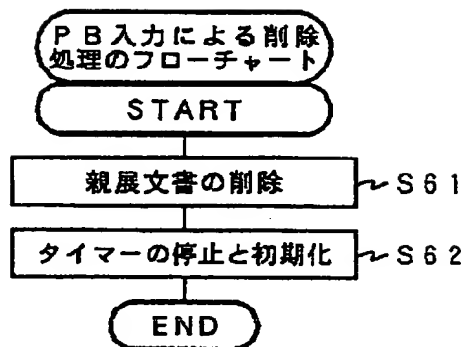 PB入力による削除
処理のフローチャート
START
親展文書の削除 S61
タイマーの停止と初期化 S62
END